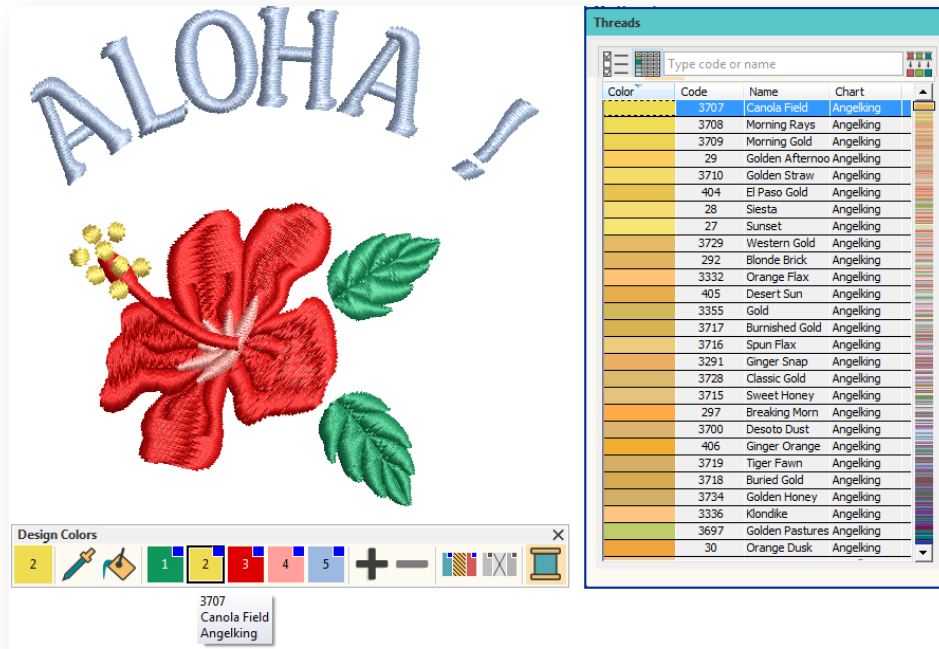 ALOHA !
Threads
Type code or name
Color Code Name Chart
3707 Canola Field Angelking
3708 Morning Rays Angelking
3709 Morning Gold Angelking
29 Golden Afternoo Angelking
3710 Golden Straw Angelking
404 El Paso Gold Angelking
28 Siesta Angelking
27 Sunset Angelking
3729 Western Gold Angelking
292 Blonde Brick Angelking
3332 Orange Flax Angelking
405 Desert Sun Angelking
3355 Gold Angelking
3717 Burnished Gold Angelking
3716 Spun Flax Angelking
3291 Ginger Snap Angelking
3728 Classic Gold Angelking
3715 Sweet Honey Angelking
297 Breaking Morn Angelking
3700 Desoto Dust Angelking
406 Ginger Orange Angelking
3719 Tiger Fawn Angelking
3718 Buried Gold Angelking
3734 Golden Honey Angelking
3336 Klondike Angelking
3697 Golden Pastures Angelking
30 Orange Dusk Angelking
Design Colors
2 1 2 3 4 5
3707
Canola Field
Angelking